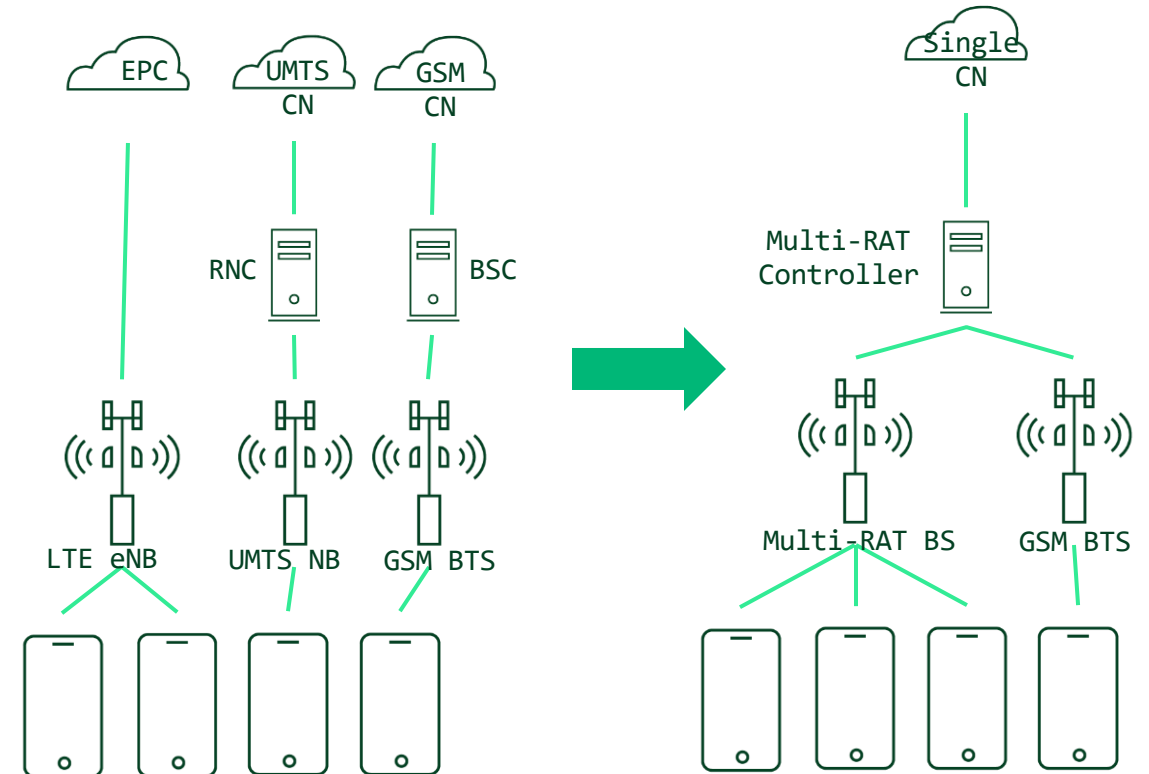 EPC
UMTS
CN
GSM
CN
Single
CN
RNC
BSC
Multi-RAT
Controller
LTE eNB
UMTS NB
GSM BTS
Multi-RAT BS
GSM BTS